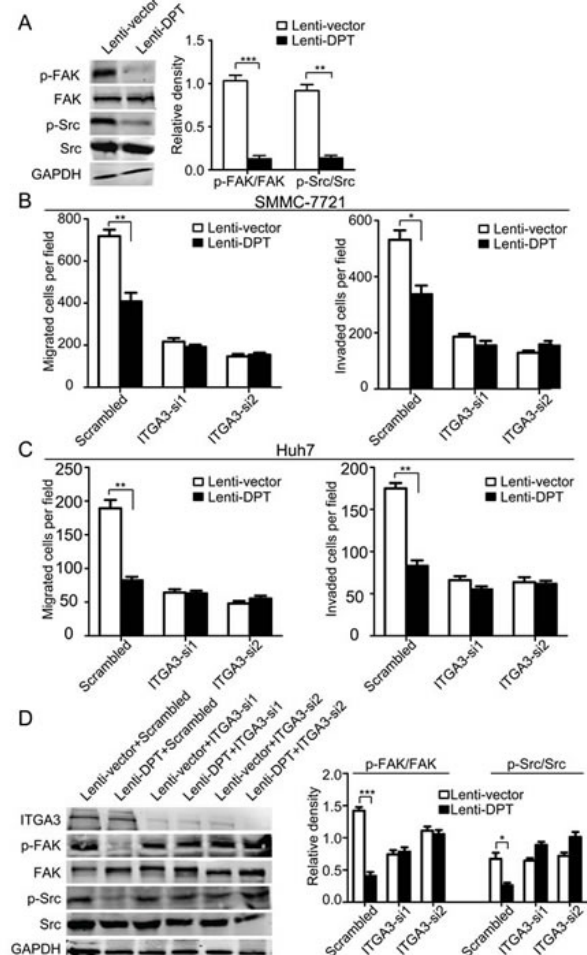 A
Lenti-vector
Lenti-DPT
p-FAK
FAK
p-Src
Src
GAPDH
Relative density
1.5
1.0
0.5
0.0
Lenti-vector
Lenti-DPT
***
**
p-FAK/FAK
p-Src/Src
B
SMMC-7721
Migrated cells per field
800
600
400
200
0
**
Lenti-vector
Lenti-DPT
Scrambled
ITGA3-si1
ITGA3-si2
Invaded cells per field
600
400
200
0
*
Lenti-vector
Lenti-DPT
Scrambled
ITGA3-si1
ITGA3-si2
C
Huh7
Migrated cells per field
250
200
150
100
50
0
**
Lenti-vector
Lenti-DPT
Scrambled
ITGA3-si1
ITGA3-si2
Invaded cells per field
200
150
100
50
0
**
Lenti-vector
Lenti-DPT
Scrambled
ITGA3-si1
ITGA3-si2
D
Lenti-vector+Scrambled
Lenti-DPT+Scrambled
Lenti-vector+ITGA3-si1
Lenti-DPT+ITGA3-si1
Lenti-vector+ITGA3-si2
Lenti-DPT+ITGA3-si2
ITGA3
p-FAK
FAK
p-Src
Src
GAPDH
p-FAK/FAK
p-Src/Src
Relative density
2.0
1.5
1.0
0.5
0.0
***
*
Lenti-vector
Lenti-DPT
Scrambled
ITGA3-si1
ITGA3-si2
Scrambled
ITGA3-si1
ITGA3-si2